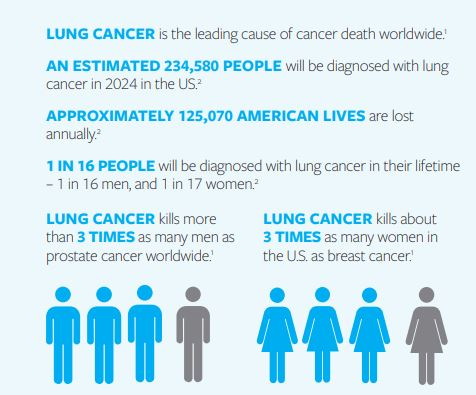 LUNG CANCER is the leading cause of cancer death worldwide.¹
AN ESTIMATED 234,580 PEOPLE will be diagnosed with lung
cancer in 2024 in the US.²
APPROXIMATELY 125,070 AMERICAN LIVES are lost
annually.²
1 IN 16 PEOPLE will be diagnosed with lung cancer in their lifetime
– 1 in 16 men, and 1 in 17 women.²
LUNG CANCER kills more
than 3 TIMES as many men as
prostate cancer worldwide.¹
LUNG CANCER kills about
3 TIMES as many women in
the U.S. as breast cancer.¹